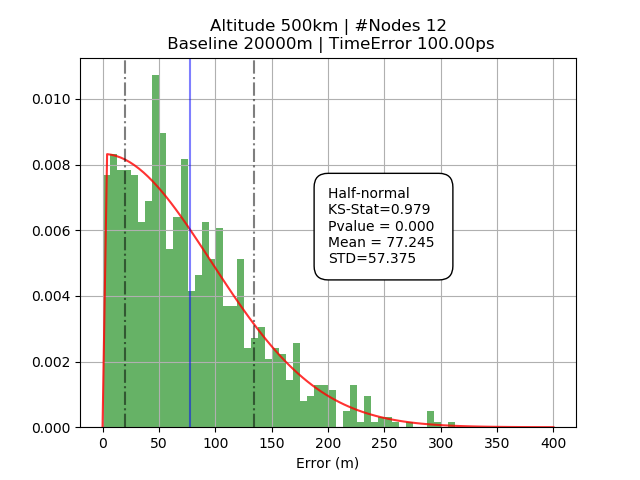 Altitude 500km | #Nodes 12
Baseline 20000m | TimeError 100.00ps
0.010
0.008
0.006
0.004
0.002
0.000
Half-normal
KS-Stat=0.979
Pvalue = 0.000
Mean = 77.245
STD=57.375
0 50 100 150 200 250 300 350 400
Error (m)